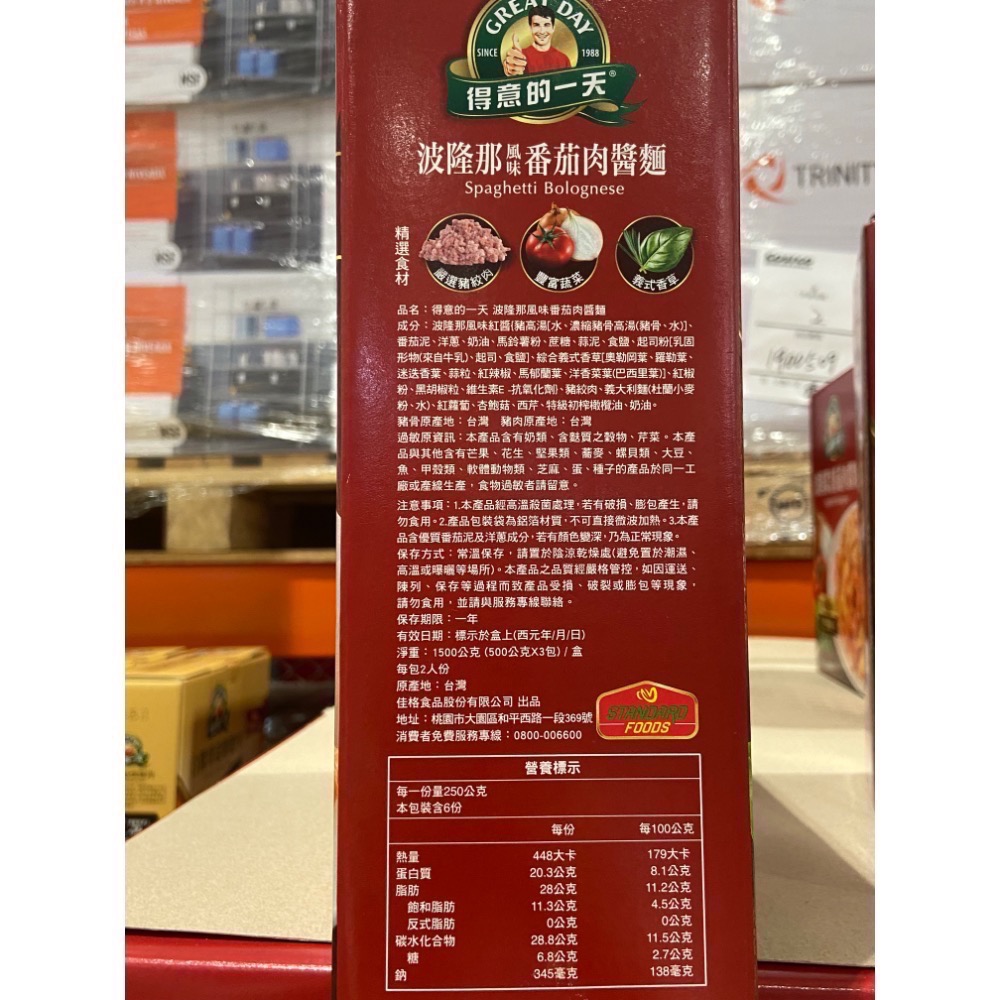 GREAT DAY
SINCE 1988
得意的一天®
波隆那風味番茄肉醬麵
Spaghetti Bolognese
精選食材
嚴選豬絞肉
豐富蔬菜
義式香草
品名：得意的一天 波隆那風味番茄肉醬麵
成分：波隆那風味紅醬{豬高湯[水、濃縮豬骨高湯(豬骨、水)]、
番茄泥、洋蔥、奶油、馬鈴薯粉、蔗糖、蒜泥、食鹽、起司粉[乳固
形物(來自牛乳)、起司、食鹽]、綜合義式香草[奧勒岡葉、羅勒葉、
迷迭香葉、蒜粒、紅辣椒、馬郁蘭葉、洋香菜葉(巴西里葉)]、紅椒
粉、黑胡椒粒、維生素E -抗氧化劑}、豬絞肉、義大利麵(杜蘭小麥
粉、水)、紅蘿蔔、杏鮑菇、西芹、特級初榨橄欖油、奶油。
豬骨原產地：台灣 豬肉原產地：台灣
過敏原資訊：本產品含有奶類、含麩質之穀物、芹菜。本產
品與其他含有芒果、花生、堅果類、蕎麥、螺貝類、大豆、
魚、甲殼類、軟體動物類、芝麻、蛋、種子的產品於同一工
廠或產線生產，食物過敏者請留意。
注意事項：1.本產品經高溫殺菌處理，若有破損、膨包產生，請
勿食用。2.產品包裝袋為鋁箔材質，不可直接微波加熱。3.本產
品含優質番茄泥及洋蔥成分，若有顏色變深，乃為正常現象。
保存方式：常溫保存，請置於陰涼乾燥處(避免置於潮濕、
高溫或曝曬等場所)。本產品之品質經嚴格管控，如因運送、
陳列、保存等過程而致產品受損、破裂或膨包等現象，
請勿食用，並請與服務專線聯絡。
保存期限：一年
有效日期：標示於盒上(西元年/月/日)
淨重：1500公克 (500公克X3包) / 盒
每包2人份
原產地：台灣
佳格食品股份有限公司 出品
地址：桃園市大園區和平西路一段369號
消費者免費服務專線：0800-006600
STANDARD
FOODS
營養標示
每一份量250公克
本包裝含6份
每份 每100公克
熱量 448大卡 179大卡
蛋白質 20.3公克 8.1公克
脂肪 28公克 11.2公克
飽和脂肪 11.3公克 4.5公克
反式脂肪 0公克 0公克
碳水化合物 28.8公克 11.5公克
糖 6.8公克 2.7公克
鈉 345毫克 138毫克
TRINIT